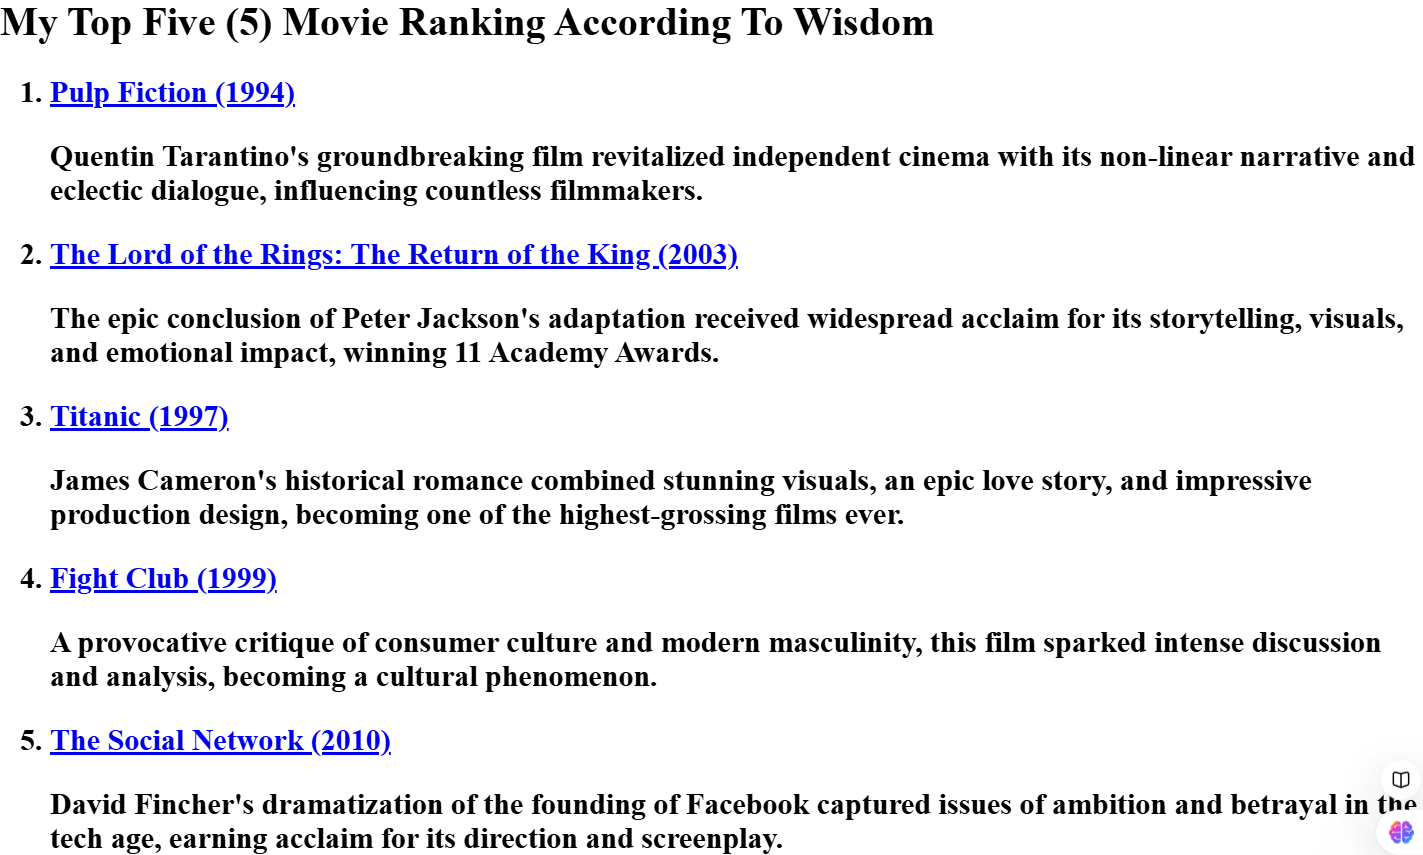 My Top Five (5) Movie Ranking According To Wisdom
1. Pulp Fiction (1994)
Quentin Tarantino's groundbreaking film revitalized independent cinema with its non-linear narrative and
eclectic dialogue, influencing countless filmmakers.
2. The Lord of the Rings: The Return of the King (2003)
The epic conclusion of Peter Jackson's adaptation received widespread acclaim for its storytelling, visuals,
and emotional impact, winning 11 Academy Awards.
3. Titanic (1997)
James Cameron's historical romance combined stunning visuals, an epic love story, and impressive
production design, becoming one of the highest-grossing films ever.
4. Fight Club (1999)
A provocative critique of consumer culture and modern masculinity, this film sparked intense discussion
and analysis, becoming a cultural phenomenon.
5. The Social Network (2010)
David Fincher's dramatization of the founding of Facebook captured issues of ambition and betrayal in the
tech age, earning acclaim for its direction and screenplay.